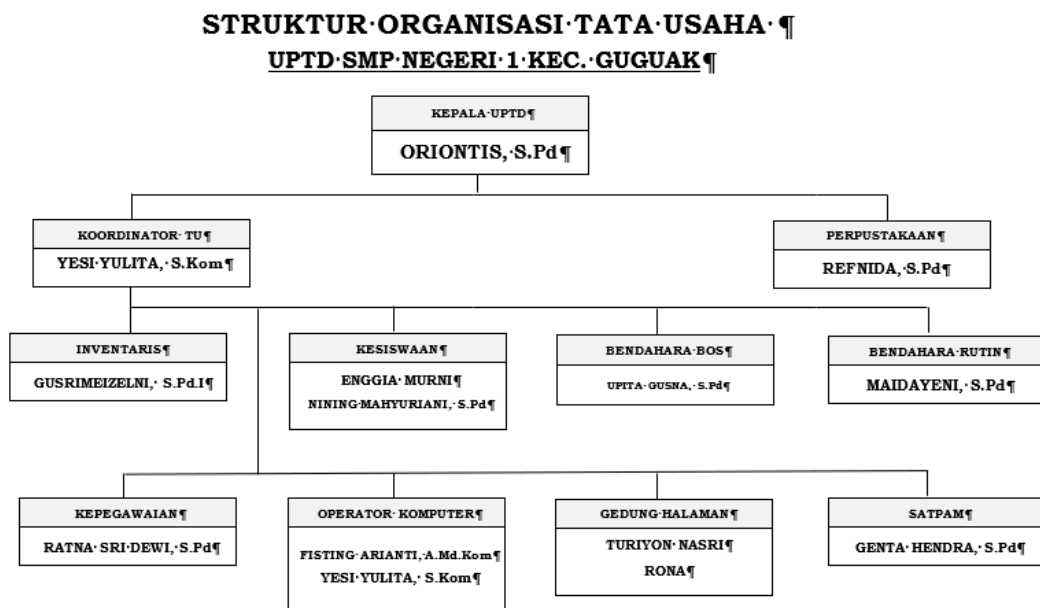 STRUKTUR·ORGANISASI·TATA·USAHA·¶
UPTD·SMP·NEGERI·1·KEC.·GUGUAK¶
KEPALA·UPTD¶
ORIONTIS,·S.Pd¶
KOORDINATOR·TU¶
YESI·YULITA,·S.Kom¶
PERPUSTAKAAN¶
REFNIDA,·S.Pd¶
INVENTARIS¶
GUSRIMEIZELNI,·S.Pd.I¶
KESISWAAN¶
ENGGIA·MURNI¶
NINING·MAHYURIANI,·S.Pd¶
BENDAHARA·BOS¶
UPITA·GUSNA,·S.Pd¶
BENDAHARA·RUTIN¶
MAIDAYENI,·S.Pd¶
KEPEGAWAIAN¶
RATNA·SRI·DEWI,·S.Pd¶
OPERATOR·KOMPUTER¶
FISTING·ARIANTI,·A.Md.Kom¶
YESI·YULITA,·S.Kom¶
GEDUNG·HALAMAN¶
TURIYON·NASRI¶
RONA¶
SATPAM¶
GENTA·HENDRA,·S.Pd¶